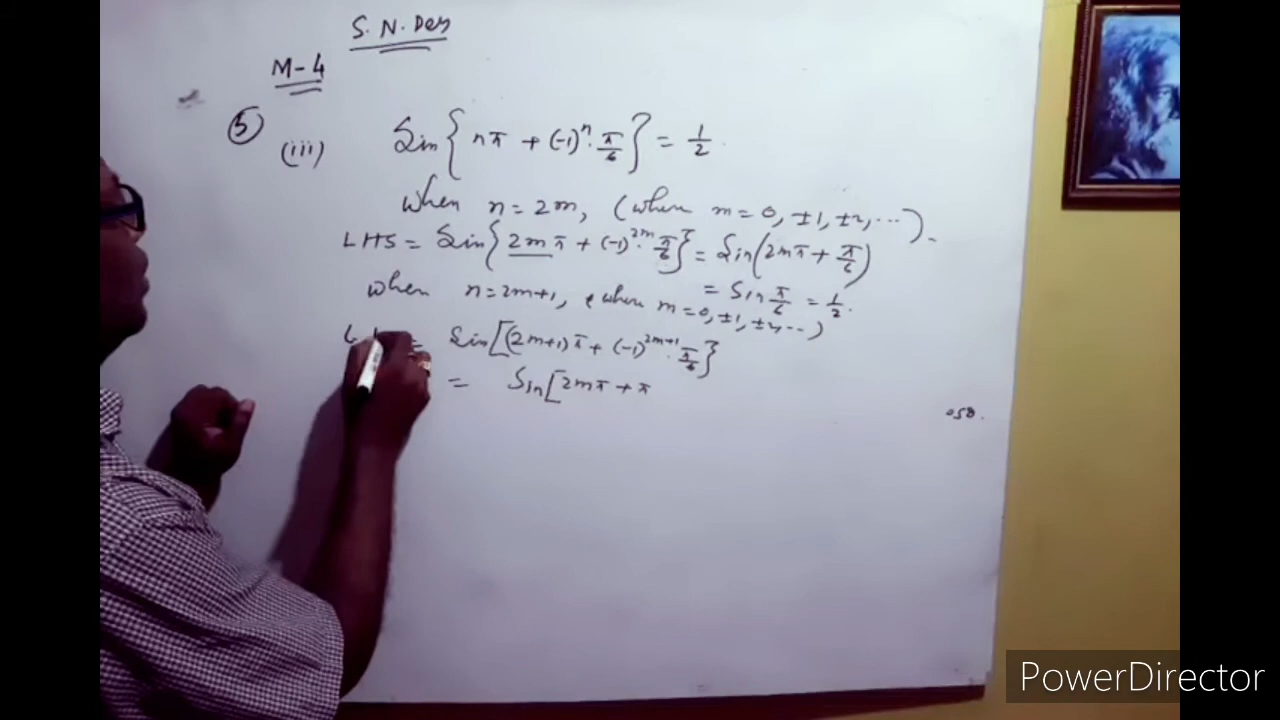 S. N. Dey
M-4
5
(iii) Sin{nπ + (-1)ⁿ·π/6} = 1/2
When n = 2m, (when m = 0, ±1, ±2, ...).
LHS = Sin{2mπ + (-1)²ᵐ·π/6} = Sin(2mπ + π/6)
= Sin π/6 = 1/2.
When n = 2m+1, (when m = 0, ±1, ±2, ...)
= Sin[(2m+1)π + (-1)²ᵐ⁺¹·π/6}
= Sin[2mπ + π
PowerDirector